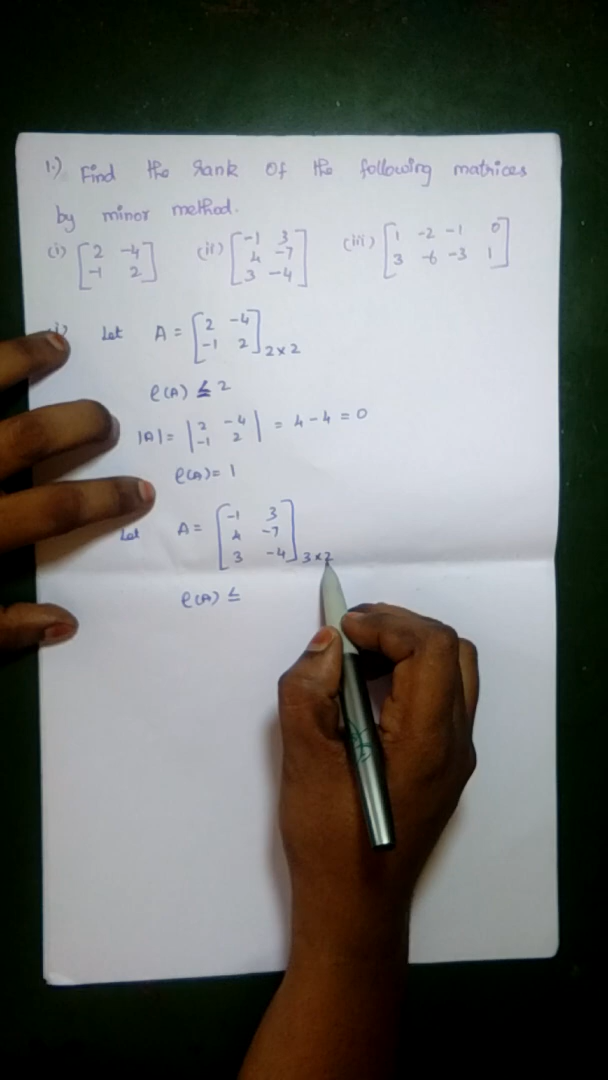 1.) Find the Rank Of the following matrices
by minor method.
(i) [2 -4; -1 2] (ii) [-1 3; 4 -7; 3 -4] (iii) [1 -2 -1 0; 3 -6 -3 1]
Let A = [2 -4; -1 2] 2×2
ρ(A) ≤ 2
|A| = |2 -4; -1 2| = 4 - 4 = 0
ρ(A) = 1
Let A = [-1 3; 4 -7; 3 -4] 3×2
ρ(A) ≤